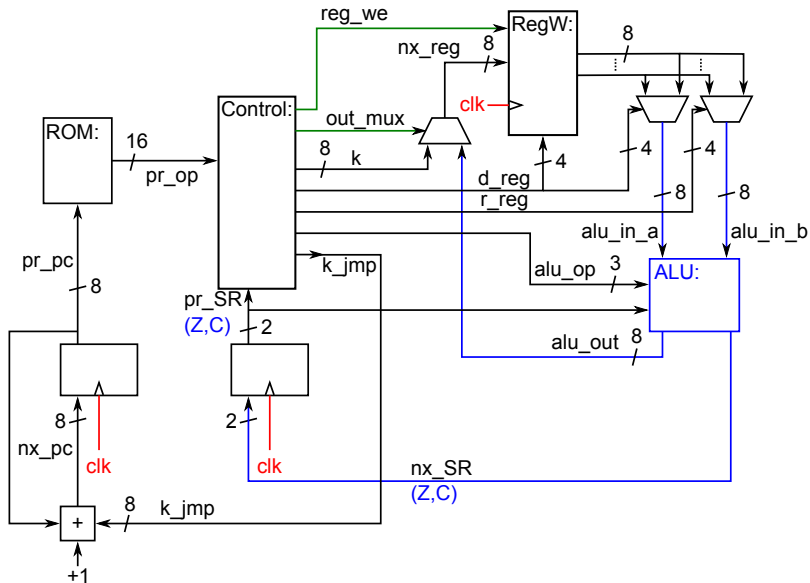 reg_we
RegW:
8
nx_reg
8
Control:
clk
out_mux
ROM:
16
pr_op
8
k
4
4
4
d_reg
r_reg
8
8
alu_in_a
alu_in_b
pr_pc
8
k_jmp
alu_op
3
ALU:
pr_SR
(Z,C)
2
alu_out
8
8
nx_pc
clk
2
clk
nx_SR
(Z,C)
+
8
k_jmp
+1